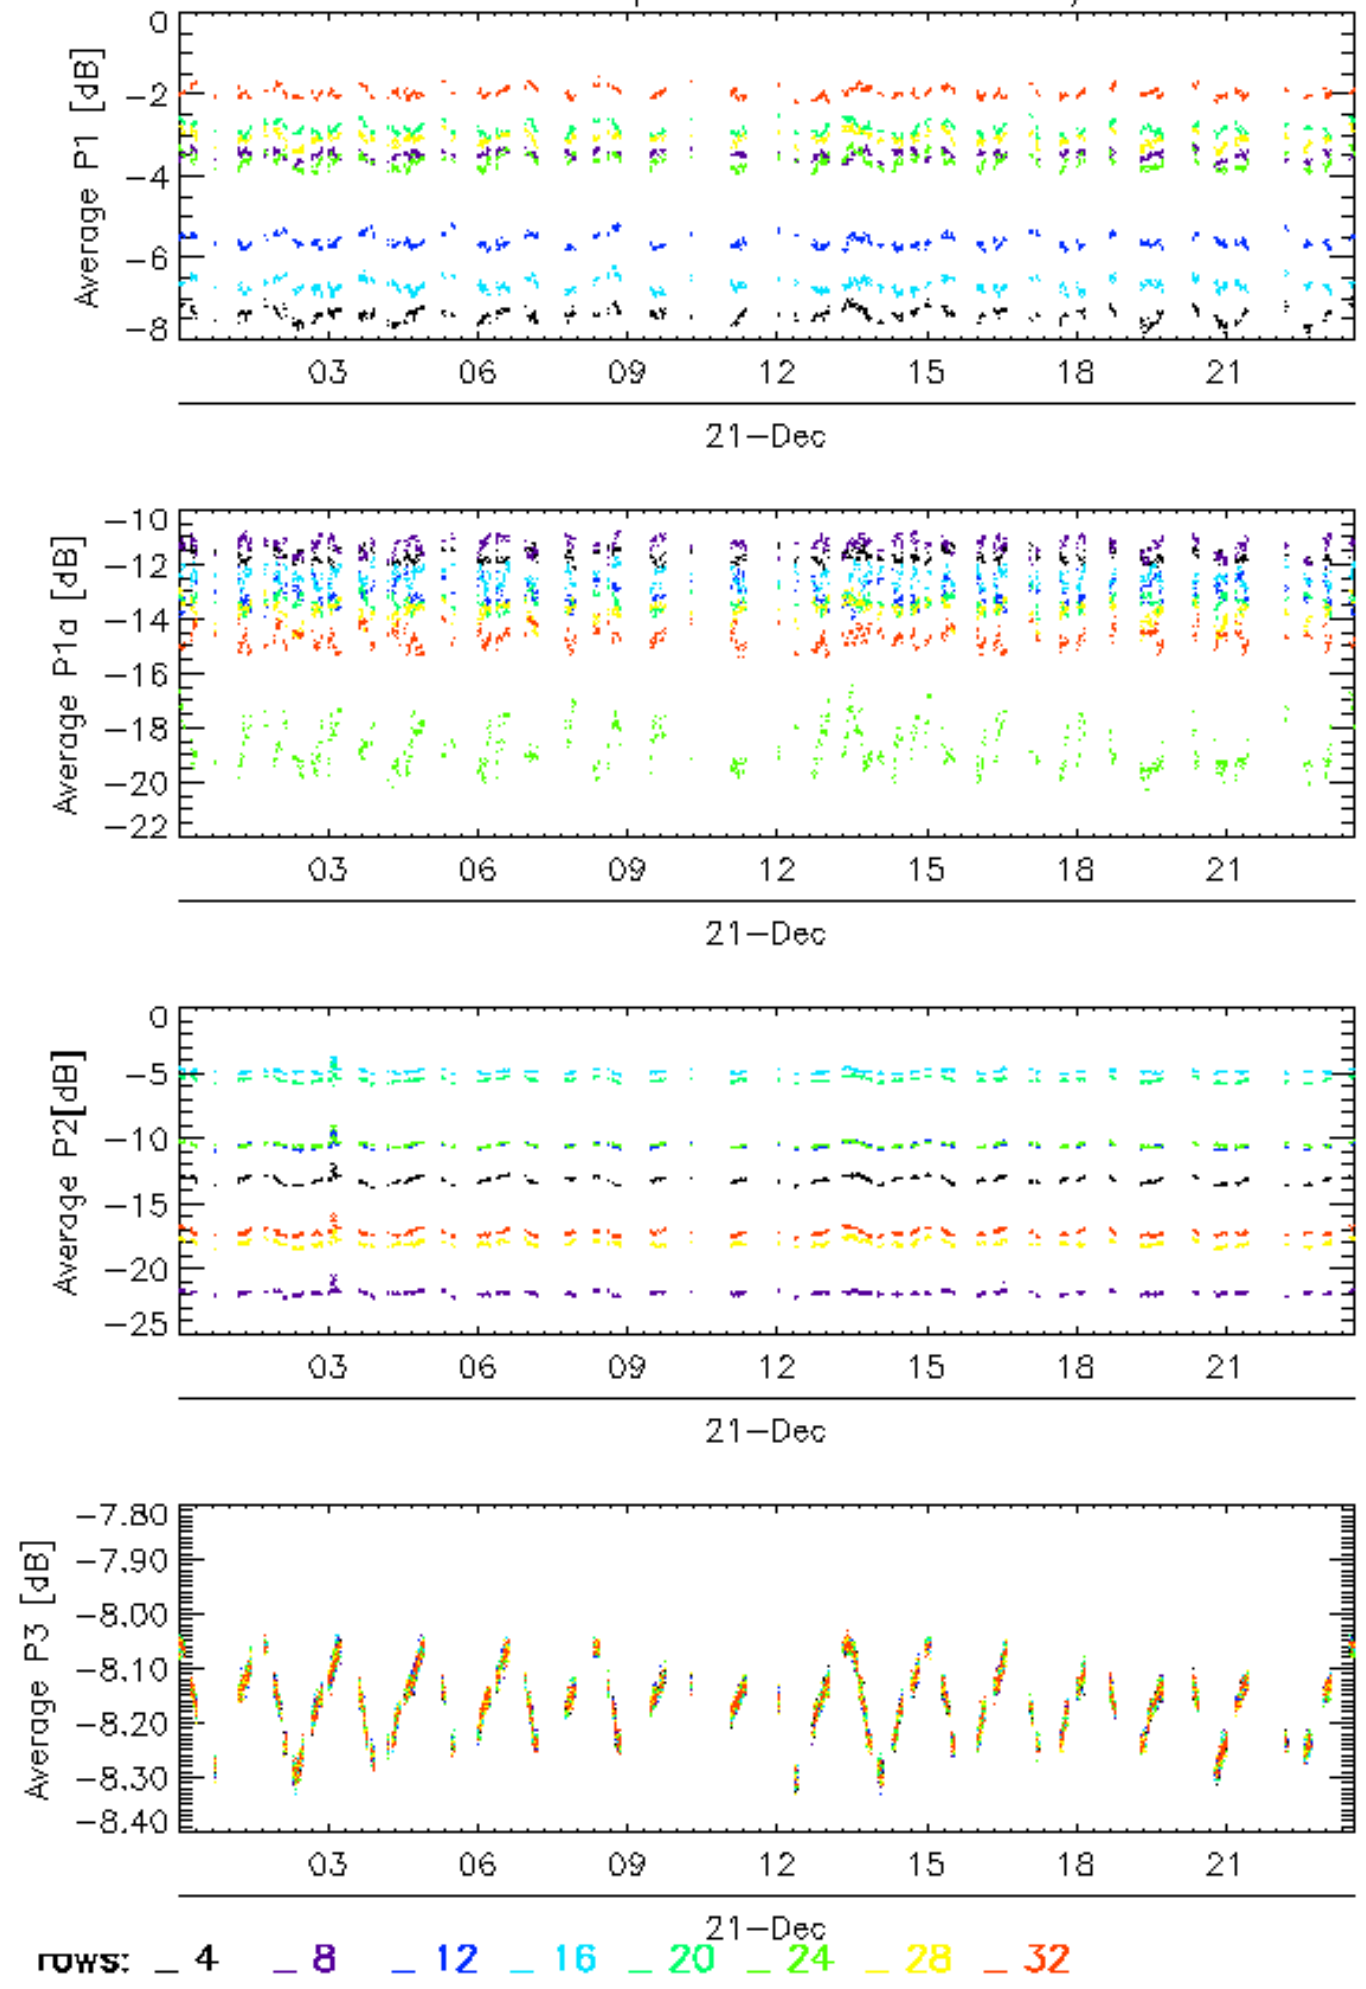 0
-2
-4
-6
-8
Average P1 [dB]
03 06 09 12 15 18 21
21-Dec
-10
-12
-14
-16
-18
-20
-22
Average P1a [dB]
03 06 09 12 15 18 21
21-Dec
0
-5
-10
-15
-20
-25
Average P2[dB]
03 06 09 12 15 18 21
21-Dec
-7.80
-7.90
-8.00
-8.10
-8.20
-8.30
-8.40
Average P3 [dB]
03 06 09 12 15 18 21
21-Dec
rows: _ 4 _ 8 _ 12 _ 16 _ 20 _ 24 _ 28 _ 32